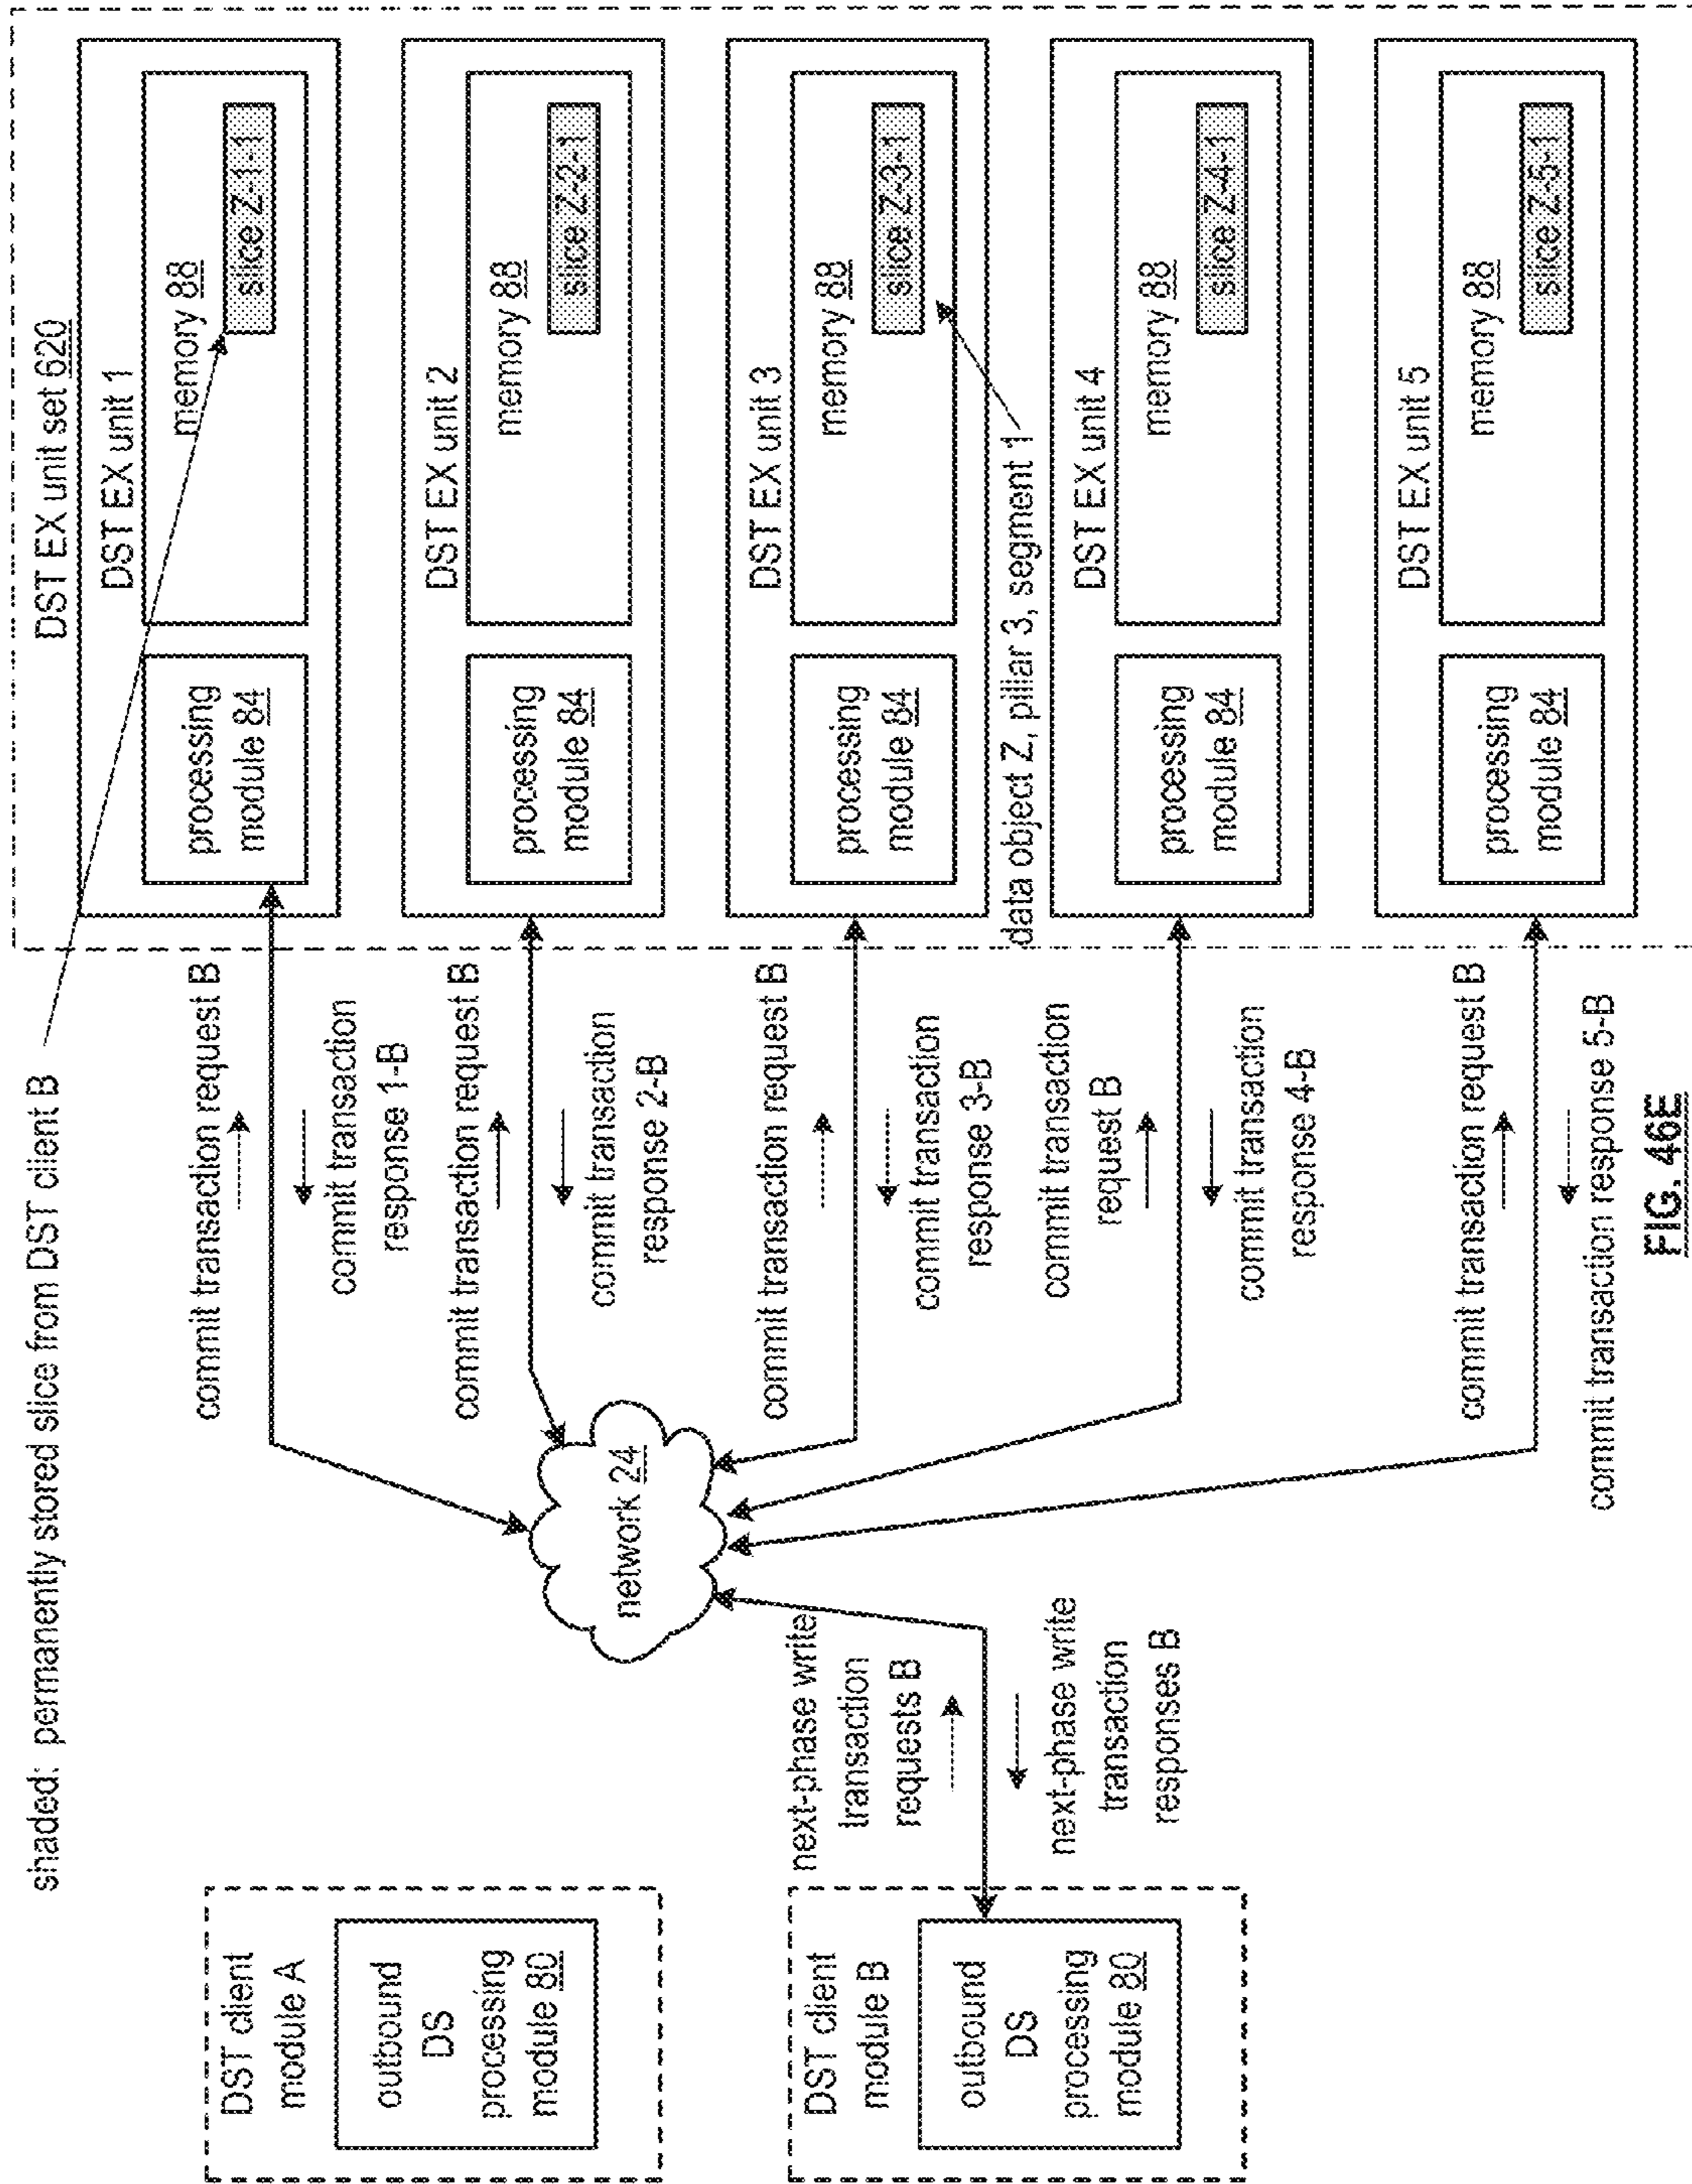 shaded: permanently stored slice from DST client B
DST EX unit set 620
DST client
module A
outbound
DS
processing
module 80
DST client
module B
outbound
DS
processing
module 80
next-phase write
transaction
requests B
next-phase write
transaction
responses B
network 24
commit transaction request B
commit transaction
response 1-B
commit transaction request B
commit transaction
response 2-B
commit transaction request B
commit transaction
response 3-B
commit transaction
request B
commit transaction
response 4-B
commit transaction request B
commit transaction response 5-B
DST EX unit 1
processing
module 84
memory 88
slice Z-1-1
DST EX unit 2
processing
module 84
memory 88
slice Z-2-1
DST EX unit 3
processing
module 84
memory 88
slice Z-3-1
data object Z, pillar 3, segment 1
DST EX unit 4
processing
module 84
memory 88
slice Z-4-1
DST EX unit 5
processing
module 84
memory 88
slice Z-5-1
FIG. 46E